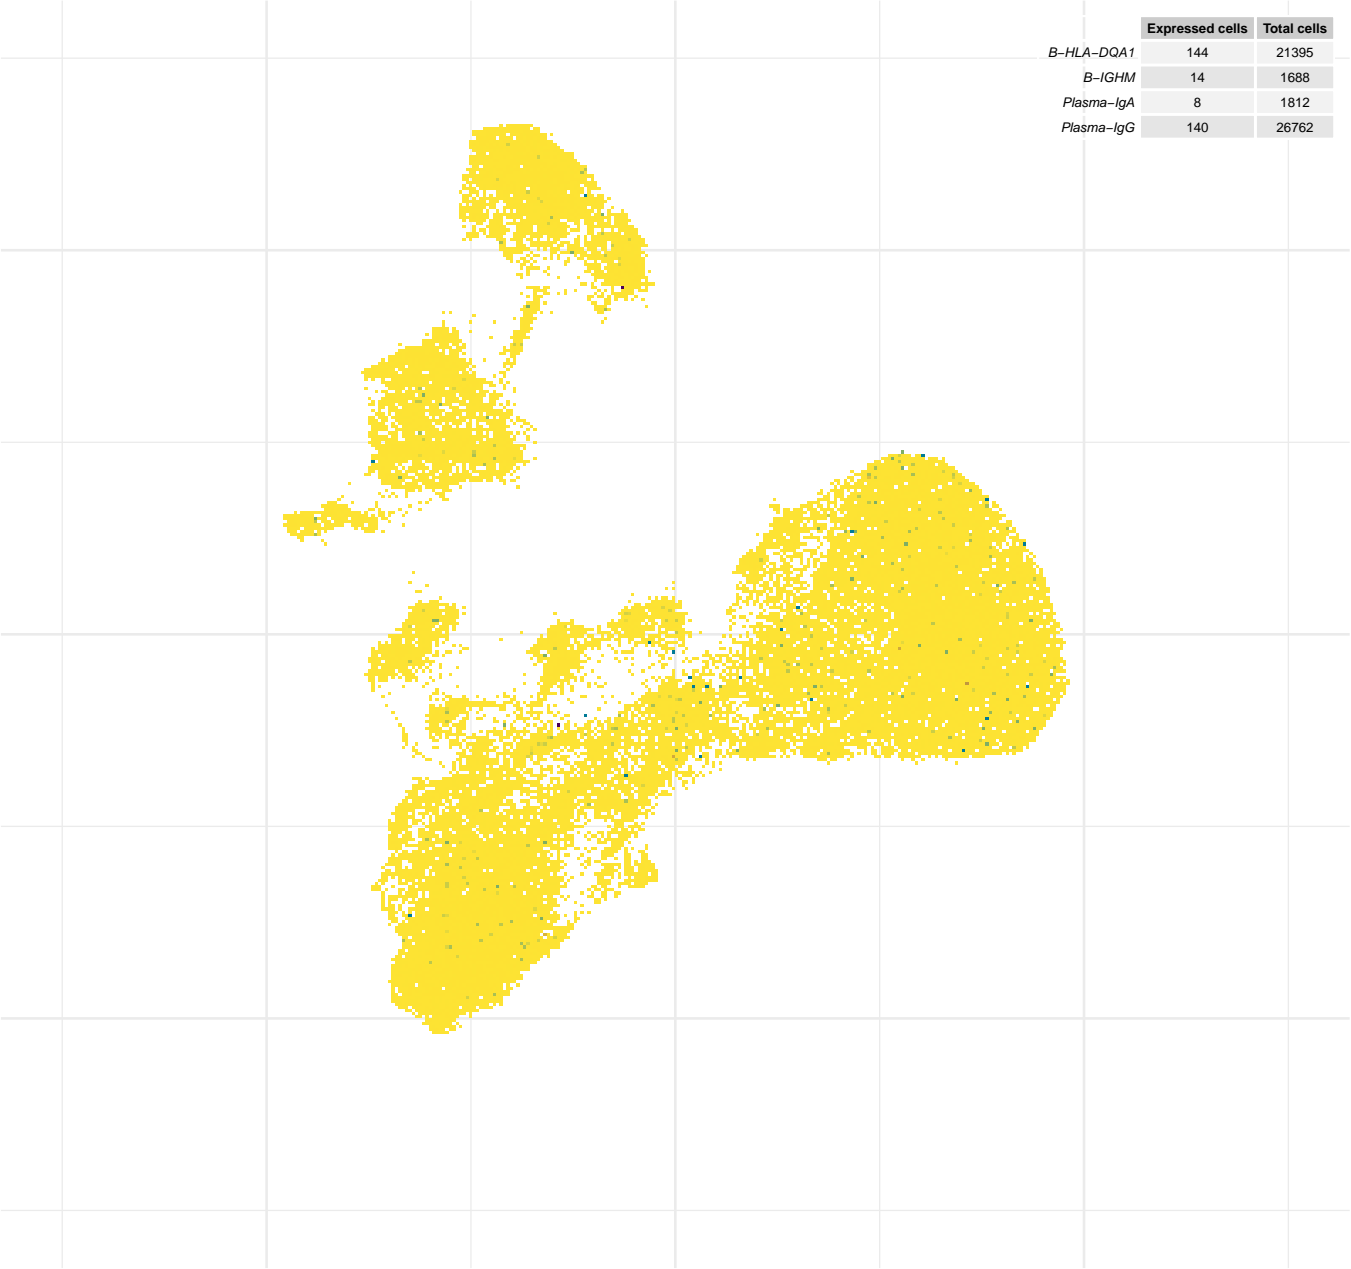 Expressed cells Total cells
B−HLA−DQA1 144 21395
B−IGHM 14 1688
Plasma−IgA 8 1812
Plasma−IgG 140 26762